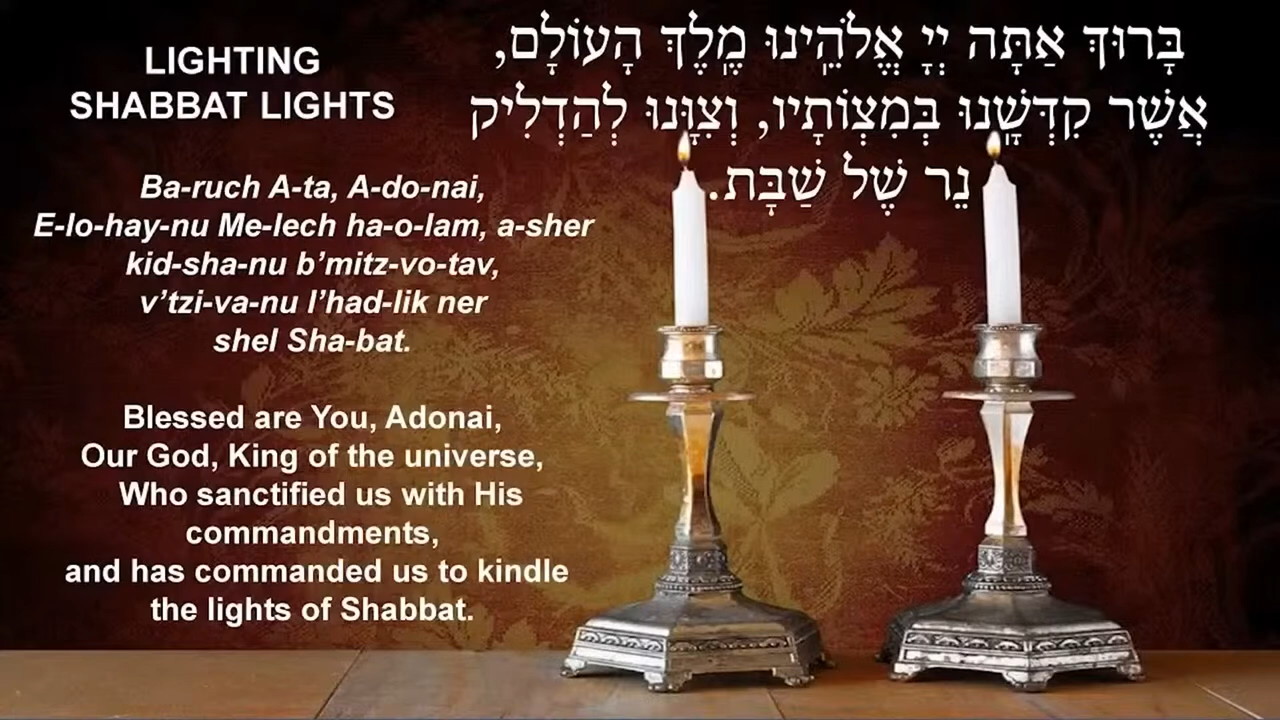 LIGHTING
SHABBAT LIGHTS
בָּרוּךְ אַתָּה יְיָ אֱלֹהֵֽינוּ מֶֽלֶךְ הָעוֹלָם,
אֲשֶׁר קִדְּשָֽׁנוּ בְּמִצְוֹתָיו, וְצִוָּֽנוּ לְהַדְלִיק
נֵר שֶׁל שַׁבָּת.
Ba-ruch A-ta, A-do-nai,
E-lo-hay-nu Me-lech ha-o-lam, a-sher
kid-sha-nu b’mitz-vo-tav,
v’tzi-va-nu l’had-lik ner
shel Sha-bat.
Blessed are You, Adonai,
Our God, King of the universe,
Who sanctified us with His
commandments,
and has commanded us to kindle
the lights of Shabbat.